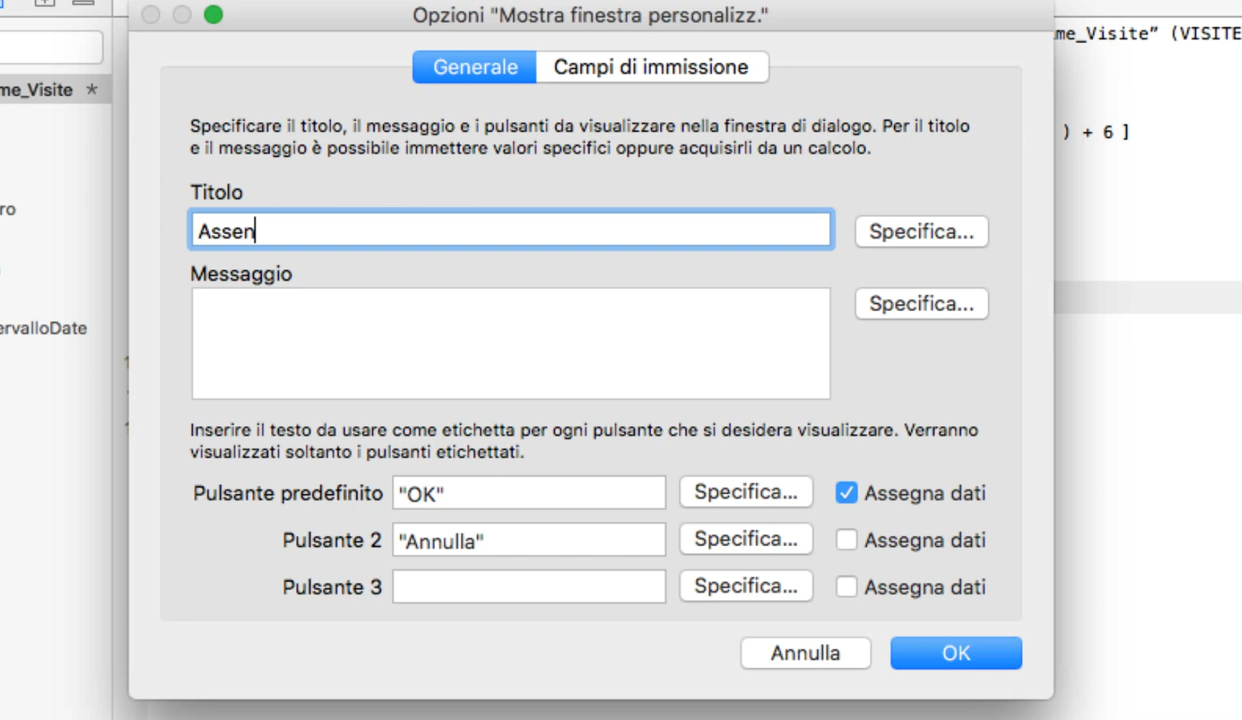 Opzioni "Mostra finestra personalizz."
me_Visite” (VISITE
Generale
Campi di immissione
me_Visite *
Specificare il titolo, il messaggio e i pulsanti da visualizzare nella finestra di dialogo. Per il titolo
e il messaggio è possibile immettere valori specifici oppure acquisirli da un calcolo.
) + 6 ]
Titolo
ro
Assen
Specifica...
Messaggio
Specifica...
ervalloDate
Inserire il testo da usare come etichetta per ogni pulsante che si desidera visualizzare. Verranno
visualizzati soltanto i pulsanti etichettati.
Pulsante predefinito
"OK"
Specifica...
Assegna dati
Pulsante 2
"Annulla"
Specifica...
Assegna dati
Pulsante 3
Specifica...
Assegna dati
Annulla
OK